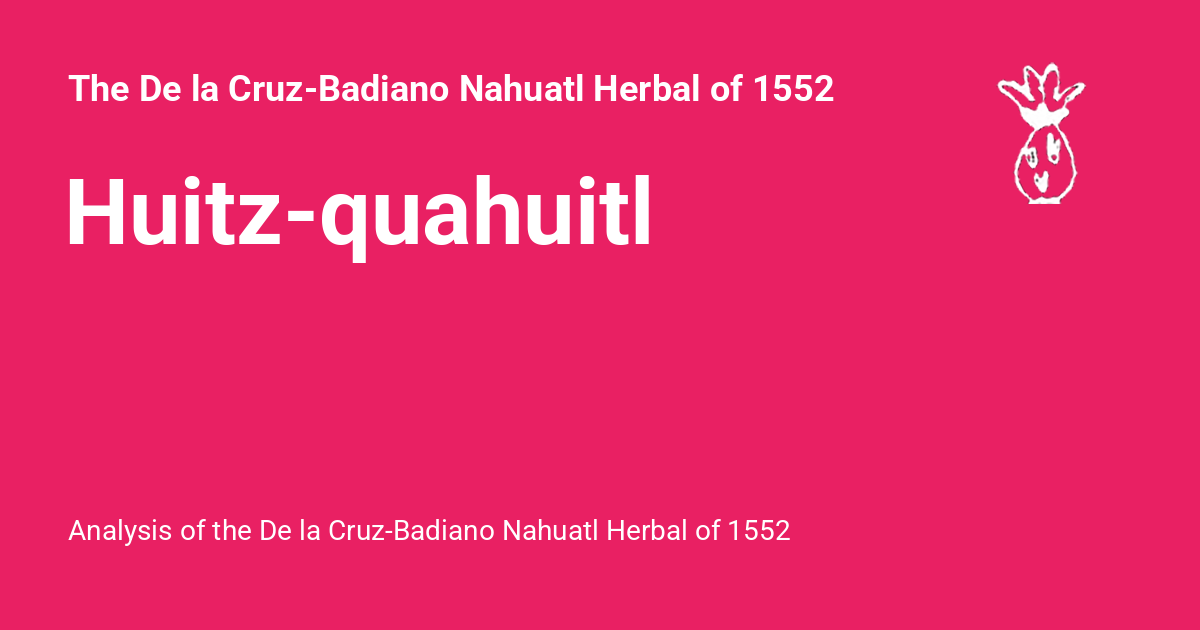 The De la Cruz-Badiano Nahuatl Herbal of 1552
Huitz-quahuitl
Analysis of the De la Cruz-Badiano Nahuatl Herbal of 1552